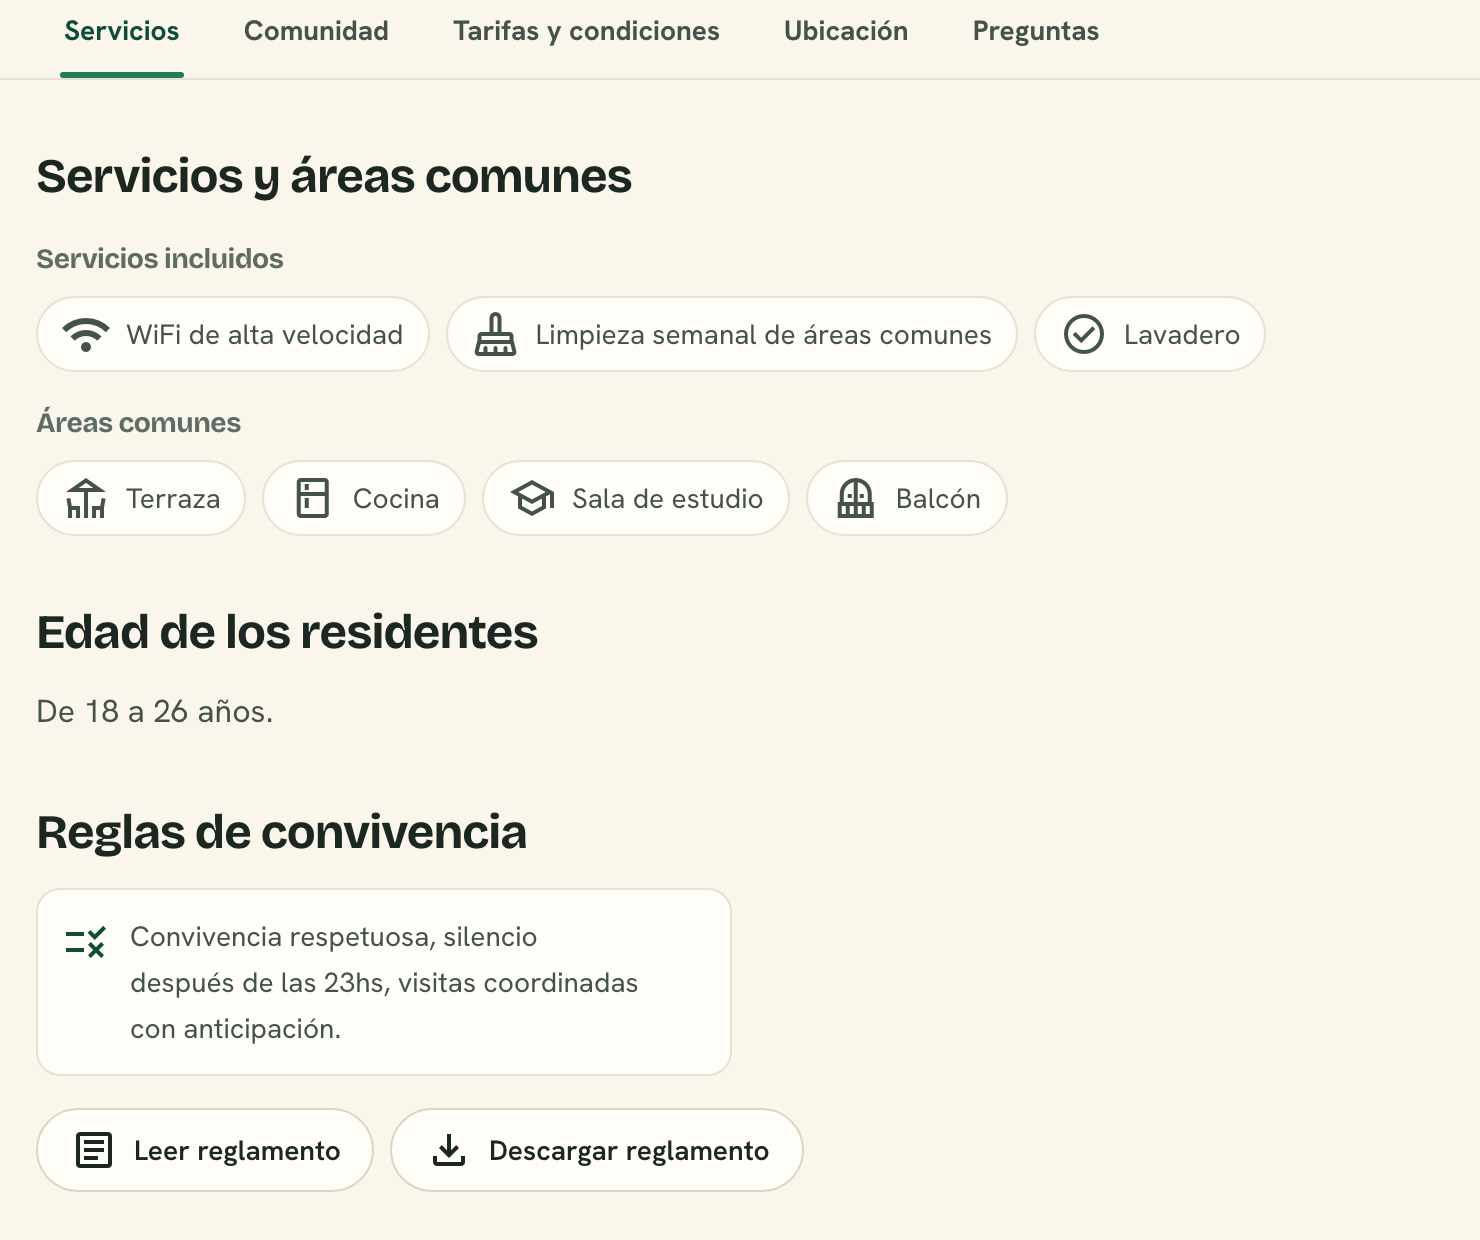 Servicios Comunidad Tarifas y condiciones Ubicación Preguntas
Servicios y áreas comunes
Servicios incluidos
WiFi de alta velocidad Limpieza semanal de áreas comunes Lavadero
Áreas comunes
Terraza Cocina Sala de estudio Balcón
Edad de los residentes
De 18 a 26 años.
Reglas de convivencia
Convivencia respetuosa, silencio
después de las 23hs, visitas coordinadas
con anticipación.
Leer reglamento Descargar reglamento